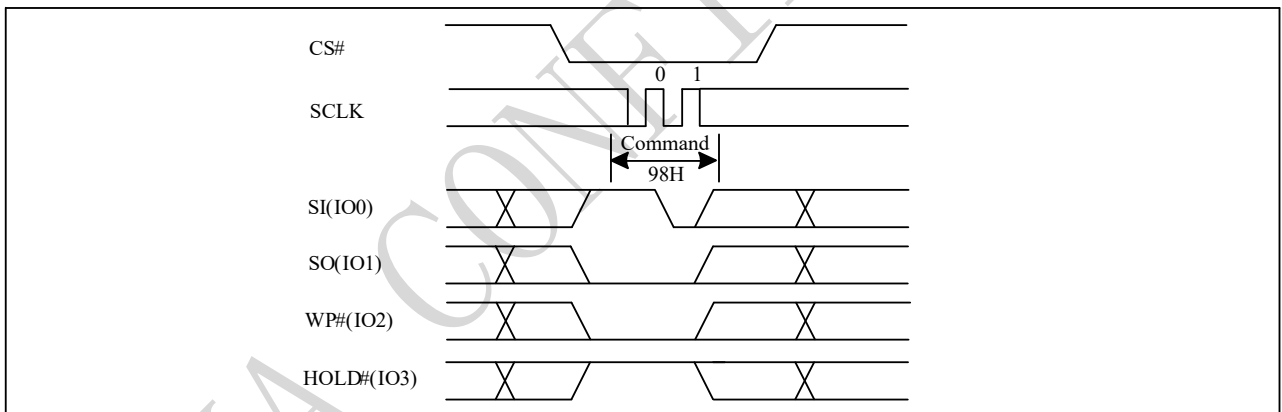 CS#
0 1
SCLK
Command
98H
SI(IO0)
SO(IO1)
WP#(IO2)
HOLD#(IO3)